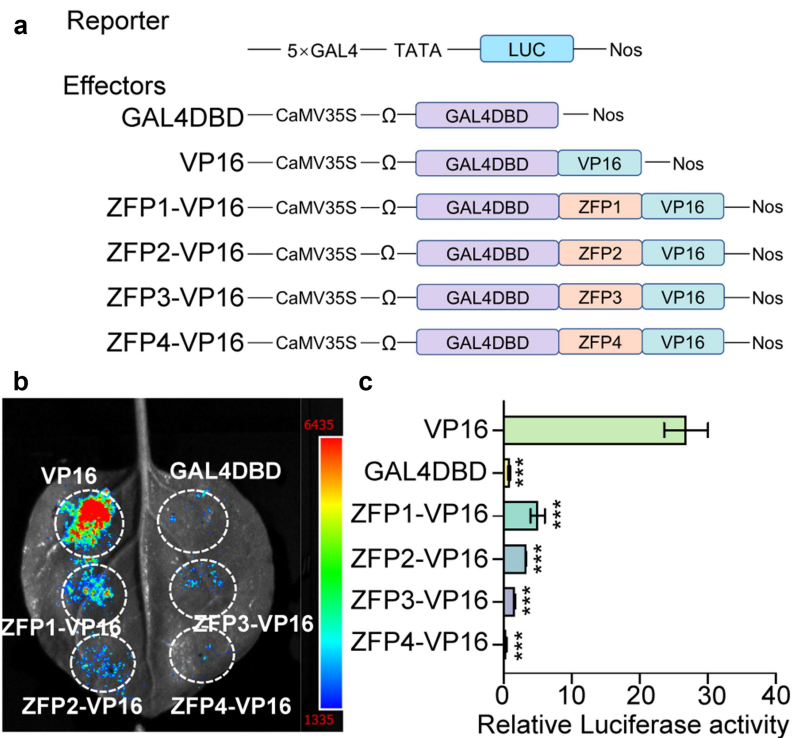 a
Reporter
5×GAL4 TATA LUC Nos
Effectors
GAL4DBD CaMV35S Ω GAL4DBD Nos
VP16 CaMV35S Ω GAL4DBD VP16 Nos
ZFP1-VP16 CaMV35S Ω GAL4DBD ZFP1 VP16 Nos
ZFP2-VP16 CaMV35S Ω GAL4DBD ZFP2 VP16 Nos
ZFP3-VP16 CaMV35S Ω GAL4DBD ZFP3 VP16 Nos
ZFP4-VP16 CaMV35S Ω GAL4DBD ZFP4 VP16 Nos
b
6435
VP16 GAL4DBD
ZFP1-VP16 ZFP3-VP16
ZFP2-VP16 ZFP4-VP16
1335
c
VP16
GAL4DBD ***
ZFP1-VP16 ***
ZFP2-VP16 ***
ZFP3-VP16 ***
ZFP4-VP16 ***
0 10 20 30 40
Relative Luciferase activity